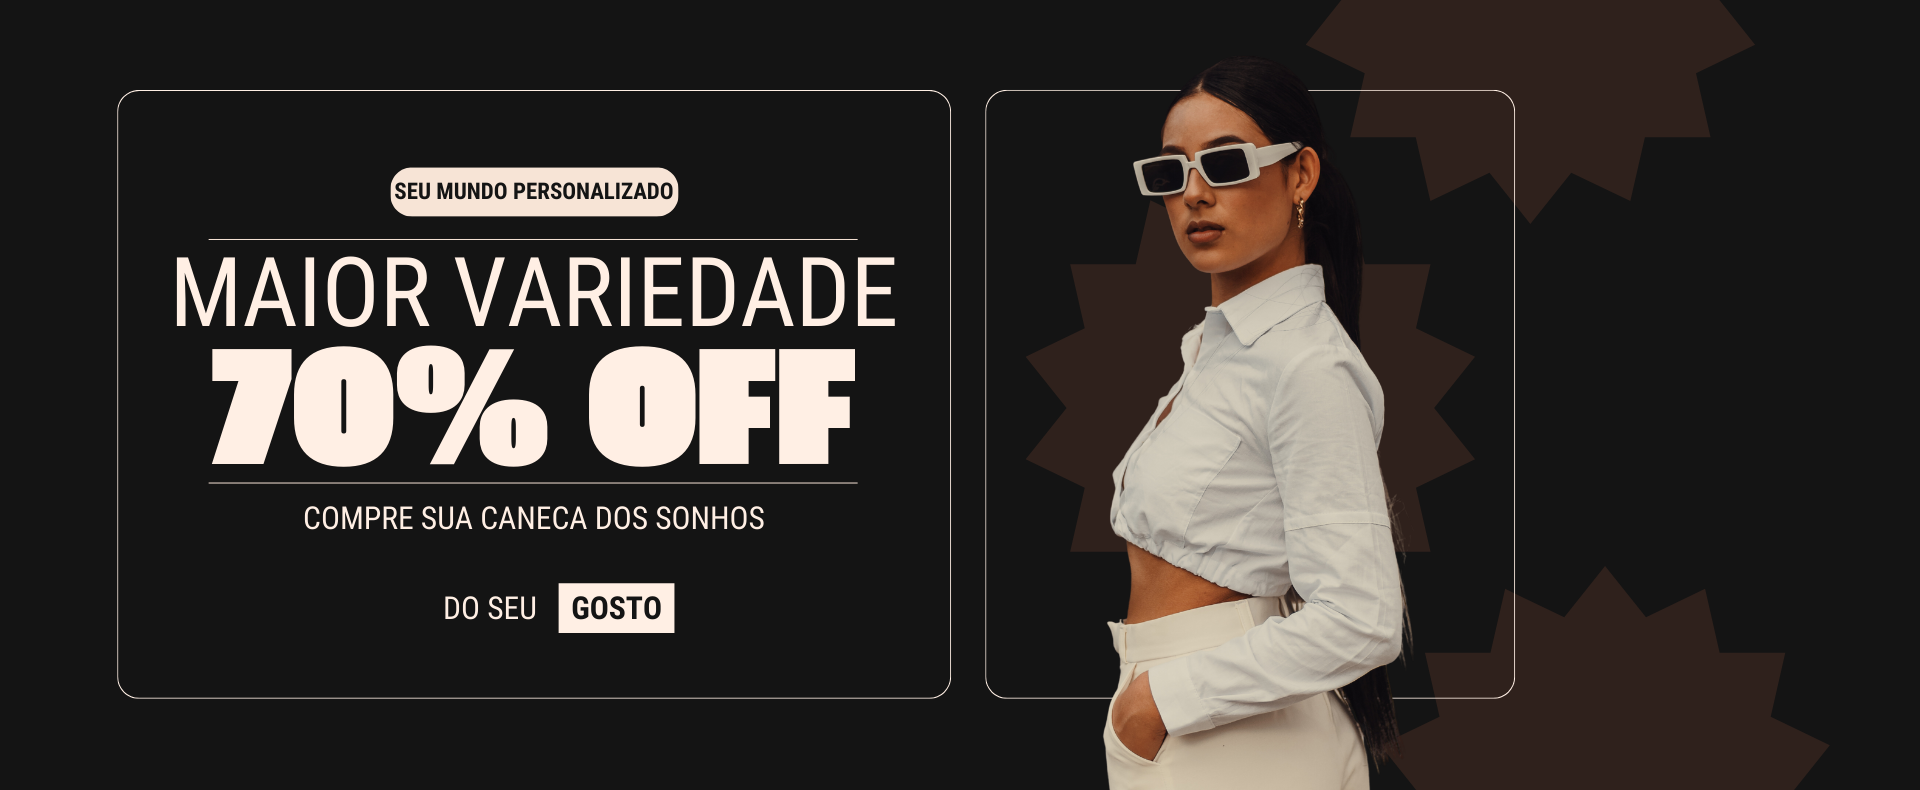 SEU MUNDO PERSONALIZADO
MAIOR VARIEDADE
70% OFF
COMPRE SUA CANECA DOS SONHOS
DO SEU GOSTO